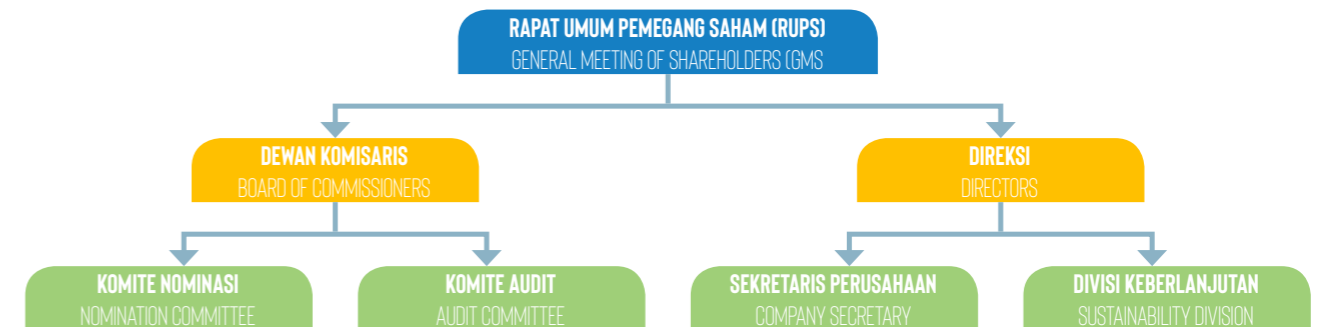 RAPAT UMUM PEMEGANG SAHAM (RUPS)
GENERAL MEETING OF SHAREHOLDERS (GMS
DEWAN KOMISARIS
BOARD OF COMMISSIONERS
DIREKSI
DIRECTORS
KOMITE NOMINASI
NOMINATION COMMITTEE
KOMITE AUDIT
AUDIT COMMITTEE
SEKRETARIS PERUSAHAAN
COMPANY SECRETARY
DIVISI KEBERLANJUTAN
SUSTAINABILITY DIVISION